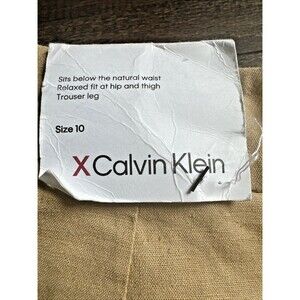 Sits below the natural waist
Relaxed fit at hip and thigh
Trouser leg
Size 10
X Calvin Klein